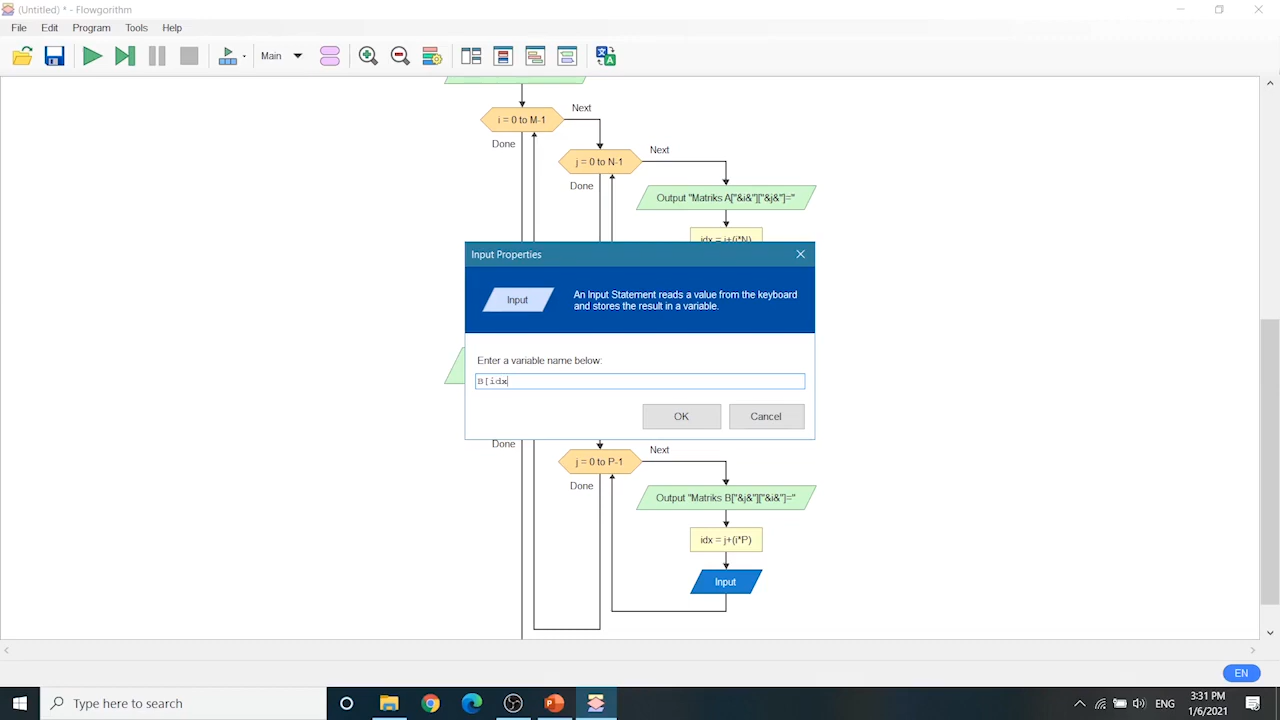 (Untitled) * - Flowgorithm
File Edit Program Tools Help
Main
Next
i = 0 to M-1
Done
Next
j = 0 to N-1
Done
Output "Matriks A["&i&"]["&j&"]="
idx = j+(i*N)
Input Properties
Input
An Input Statement reads a value from the keyboard
and stores the result in a variable.
Enter a variable name below:
B[idx
OK Cancel
Done
Next
j = 0 to P-1
Done
Output "Matriks B["&j&"]["&i&"]="
idx = j+(i*P)
Input
EN
Type here to search
ENG
3:31 PM
1/6/2021